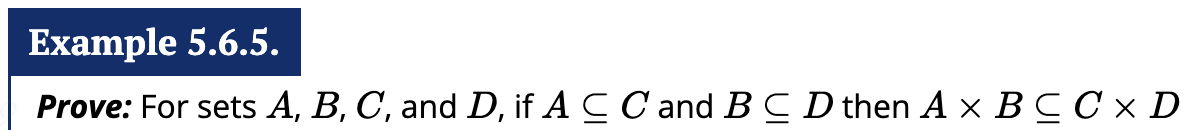 Example 5.6.5.
Prove: For sets A, B, C, and D, if A ⊆ C and B ⊆ D then A × B ⊆ C × D